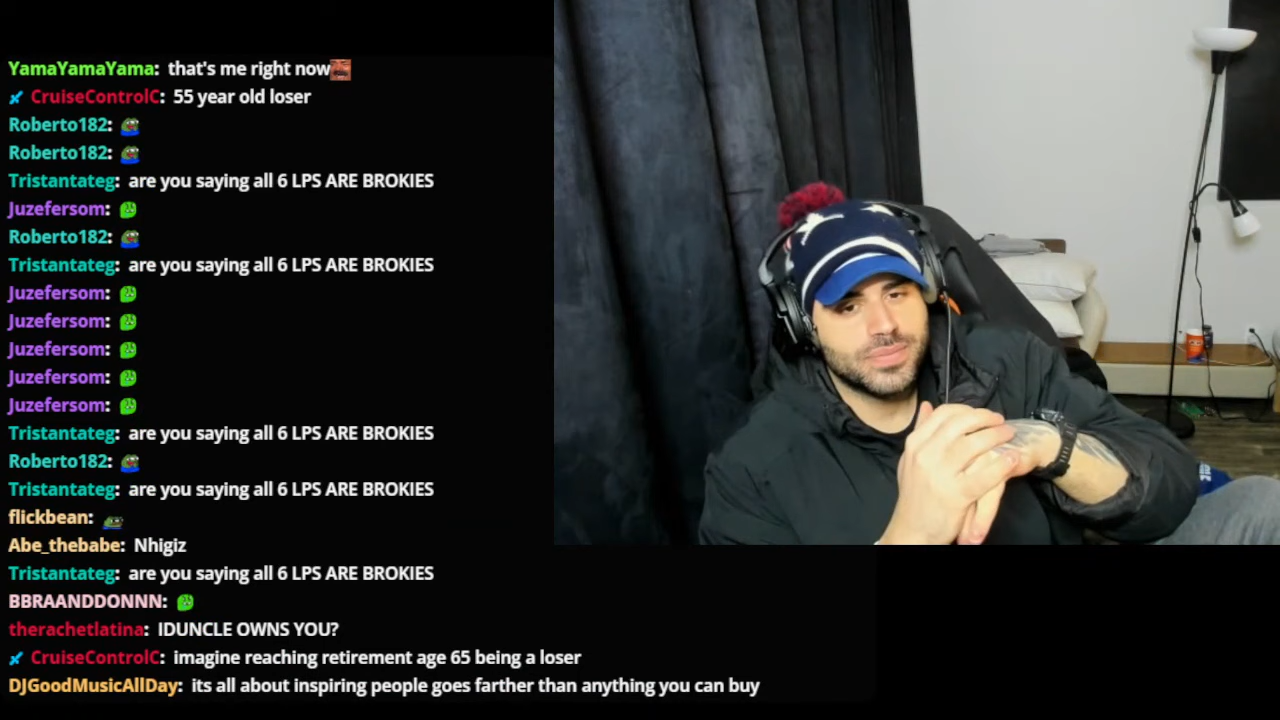 YamaYamaYama: that's me right now
CruiseControlC: 55 year old loser
Roberto182:
Roberto182:
Tristantateg: are you saying all 6 LPS ARE BROKIES
Juzefersom:
Roberto182:
Tristantateg: are you saying all 6 LPS ARE BROKIES
Juzefersom:
Juzefersom:
Juzefersom:
Juzefersom:
Juzefersom:
Tristantateg: are you saying all 6 LPS ARE BROKIES
Roberto182:
Tristantateg: are you saying all 6 LPS ARE BROKIES
flickbean:
Abe_thebabe: Nhigiz
Tristantateg: are you saying all 6 LPS ARE BROKIES
BBRAANDDONNN:
therachetlatina: IDUNCLE OWNS YOU?
CruiseControlC: imagine reaching retirement age 65 being a loser
DJGoodMusicAllDay: its all about inspiring people goes farther than anything you can buy